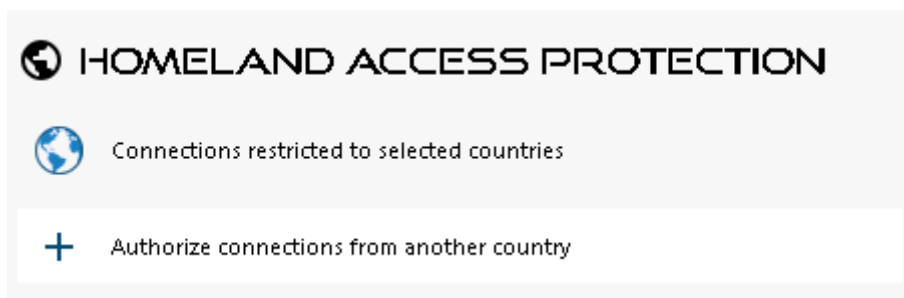 HOMELAND ACCESS PROTECTION
Connections restricted to selected countries
Authorize connections from another country